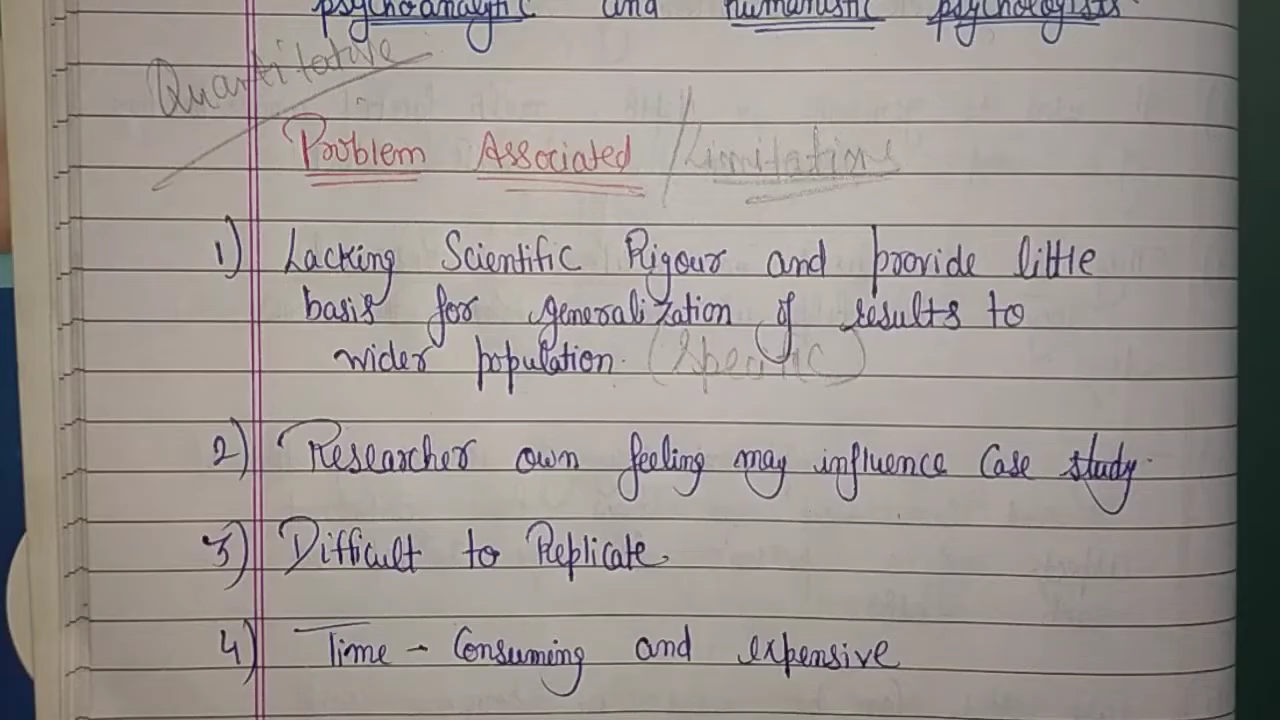 psychoanalytic and humanistic psychologists
Quantitative
Problem Associated / Limitations
1) Lacking Scientific Rigour and provide little
basis for generalization of results to
wider population. (Specific)
2) Researcher own feeling may influence Case study.
3) Difficult to Replicate.
4) Time - Consuming and expensive